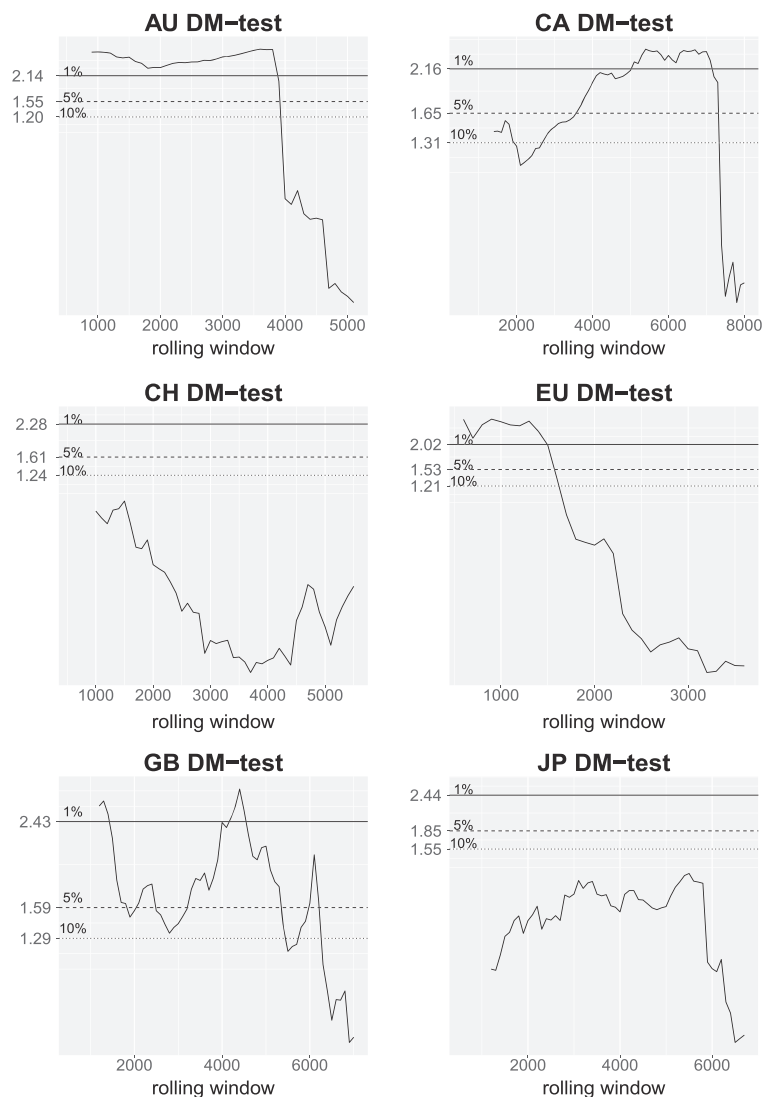 AU DM−test
2.14
1.55
1.20
1%
5%
10%
1000 2000 3000 4000 5000
rolling window
CA DM−test
2.16
1.65
1.31
1%
5%
10%
2000 4000 6000 8000
rolling window
CH DM−test
2.28
1.61
1.24
1%
5%
10%
1000 2000 3000 4000 5000
rolling window
EU DM−test
2.02
1.53
1.21
1%
5%
10%
1000 2000 3000
rolling window
GB DM−test
2.43
1.59
1.29
1%
5%
10%
2000 4000 6000
rolling window
JP DM−test
2.44
1.85
1.55
1%
5%
10%
2000 4000 6000
rolling window